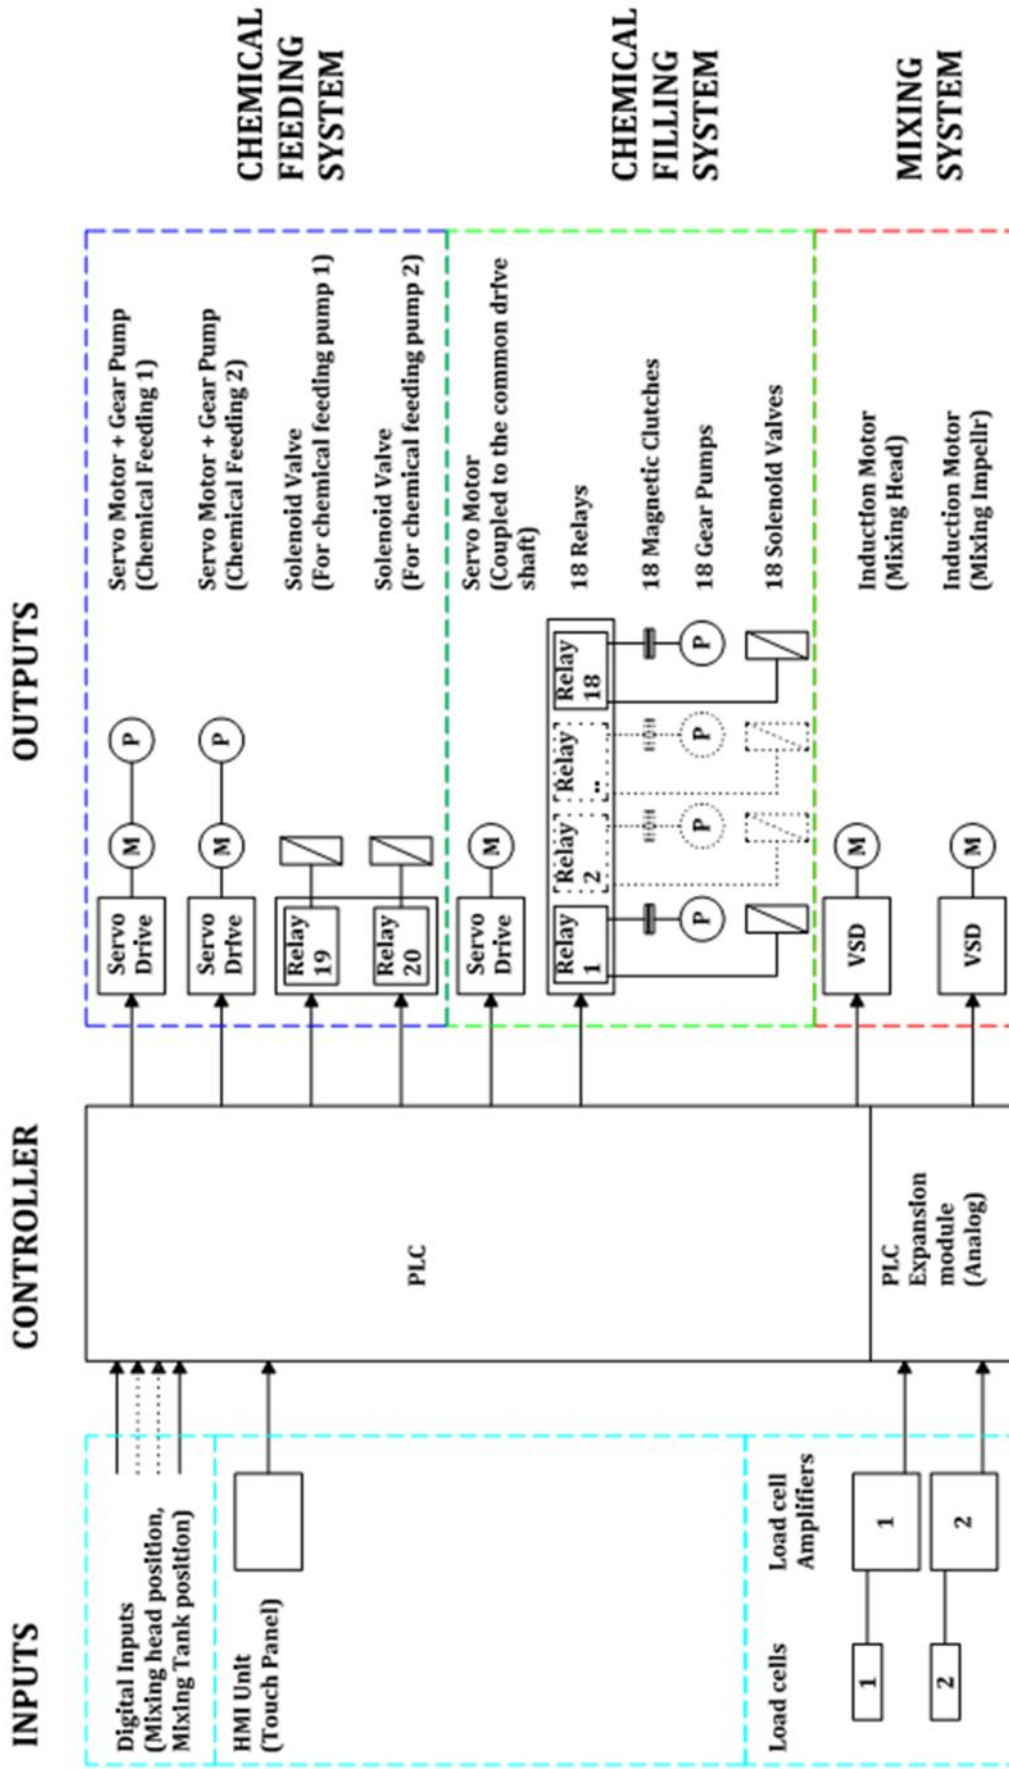 INPUTS
CONTROLLER
OUTPUTS
Digital Inputs
(Mixing head position,
Mixing Tank position)
HMI Unit
(Touch Panel)
Load cells
Load cell
Amplifiers
1
1
2
2
PLC
PLC
Expansion
module
(Analog)
Servo
Drive
M
P
Servo Motor + Gear Pump
(Chemical Feeding 1)
Servo
Drive
M
P
Servo Motor + Gear Pump
(Chemical Feeding 2)
Relay
19
Solenoid Valve
(For chemical feeding pump 1)
Relay
20
Solenoid Valve
(For chemical feeding pump 2)
CHEMICAL
FEEDING
SYSTEM
Servo
Drive
M
Servo Motor
(Coupled to the common drive
shaft)
Relay
1
Relay
2
Relay
..
Relay
18
18 Relays
18 Magnetic Clutches
P
P
P
P
18 Gear Pumps
18 Solenoid Valves
CHEMICAL
FILLING
SYSTEM
VSD
M
Induction Motor
(Mixing Head)
VSD
M
Induction Motor
(Mixing Impellr)
MIXING
SYSTEM